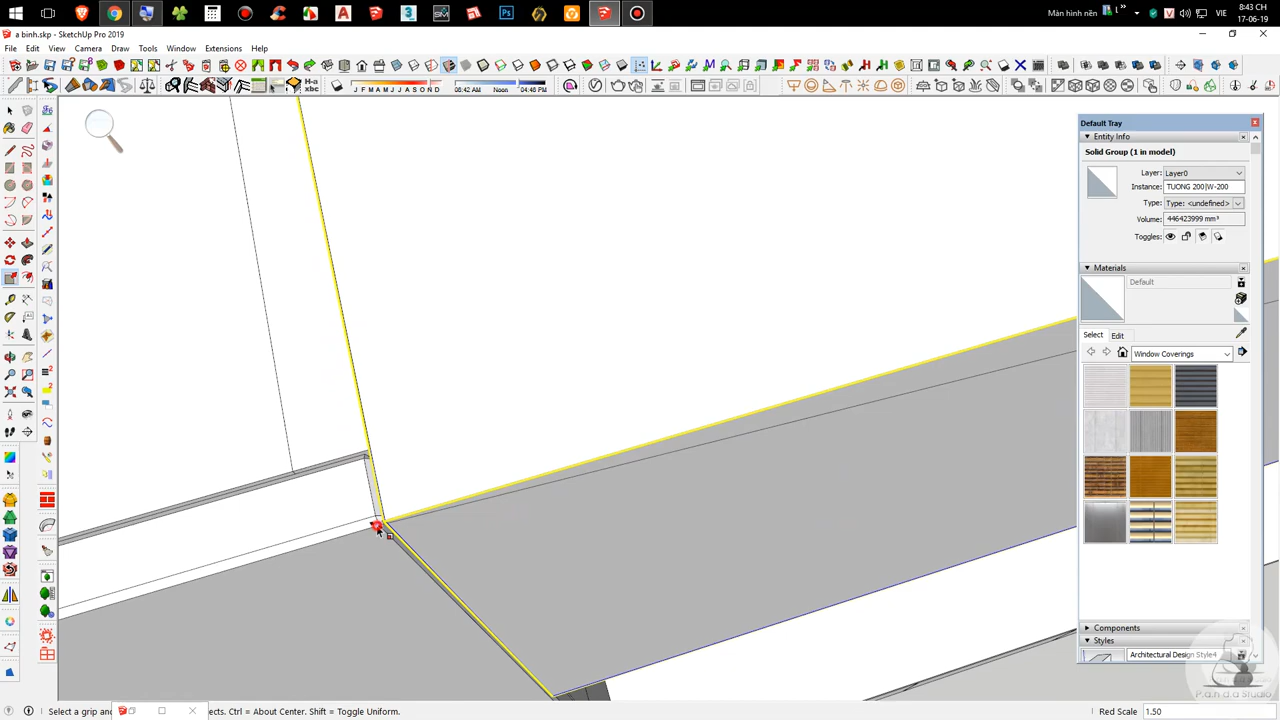 Màn hình nền
VIE
8:43 CH
17-06-19
a binh.skp - SketchUp Pro 2019
File Edit View Camera Draw Tools Window Extensions Help
J F M A M J J A S O N D
08:42 AM Noon 04:46 PM
Default Tray
Entity Info
Solid Group (1 in model)
Layer: Layer0
Instance: TUONG 200|W-200
Type: Type: <undefined>
Volume: 446423999 mm³
Toggles:
Materials
Default
Select Edit
Window Coverings
Components
Styles
Architectural Design Style4
P.a.n.d.a Studio
Select a grip and
ects. Ctrl = About Center. Shift = Toggle Uniform.
Red Scale 1.50